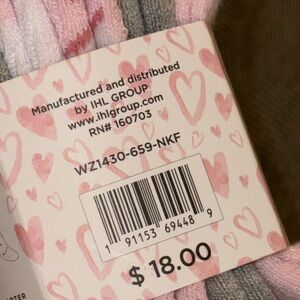 Manufactured and distributed
by IHL GROUP
www.ihlgroup.com
RN# 160703
WZ1430-659-NKF
1 91153 69448 9
$ 18.00